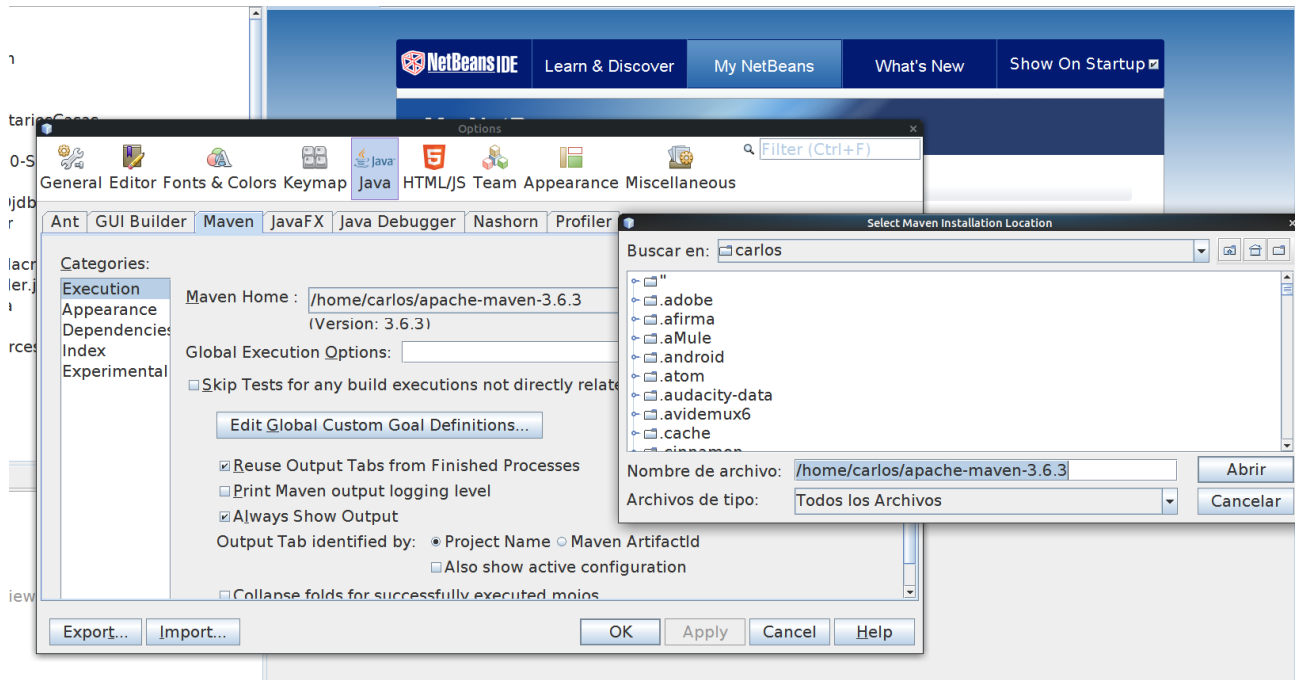 NetBeans IDE
Learn & Discover
My NetBeans
What's New
Show On Startup
Options
Filter (Ctrl+F)
General Editor Fonts & Colors Keymap Java HTML/JS Team Appearance Miscellaneous
Ant GUI Builder Maven JavaFX Java Debugger Nashorn Profiler
Categories:
Execution
Appearance
Dependencies
Index
Experimental
Maven Home :
/home/carlos/apache-maven-3.6.3
(Version: 3.6.3)
Global Execution Options:
Skip Tests for any build executions not directly relate
Edit Global Custom Goal Definitions...
Reuse Output Tabs from Finished Processes
Print Maven output logging level
Always Show Output
Output Tab identified by: Project Name Maven ArtifactId
Also show active configuration
Collapse folds for successfully executed mojos
Export... Import... OK Apply Cancel Help
Select Maven Installation Location
Buscar en: carlos
"
.adobe
.afirma
.aMule
.android
.atom
.audacity-data
.avidemux6
.cache
.cinnamon
Nombre de archivo: /home/carlos/apache-maven-3.6.3 Abrir
Archivos de tipo: Todos los Archivos Cancelar